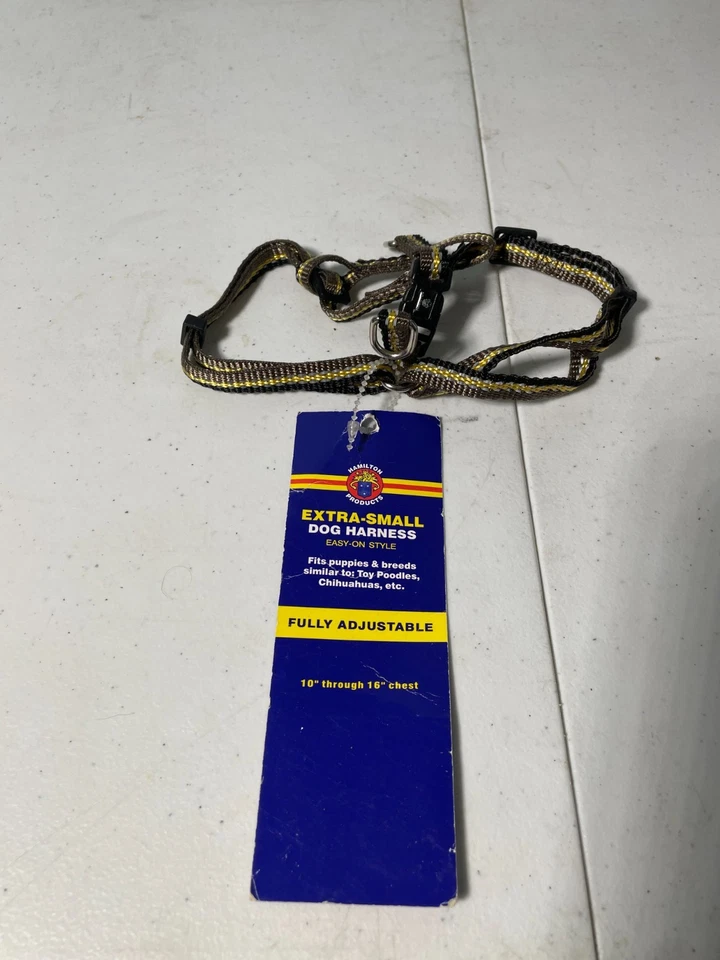 HAMILTON
PRODUCTS
EXTRA-SMALL
DOG HARNESS
EASY-ON STYLE
Fits puppies & breeds
similar to: Toy Poodles,
Chihuahuas, etc.
FULLY ADJUSTABLE
10" through 16" chest